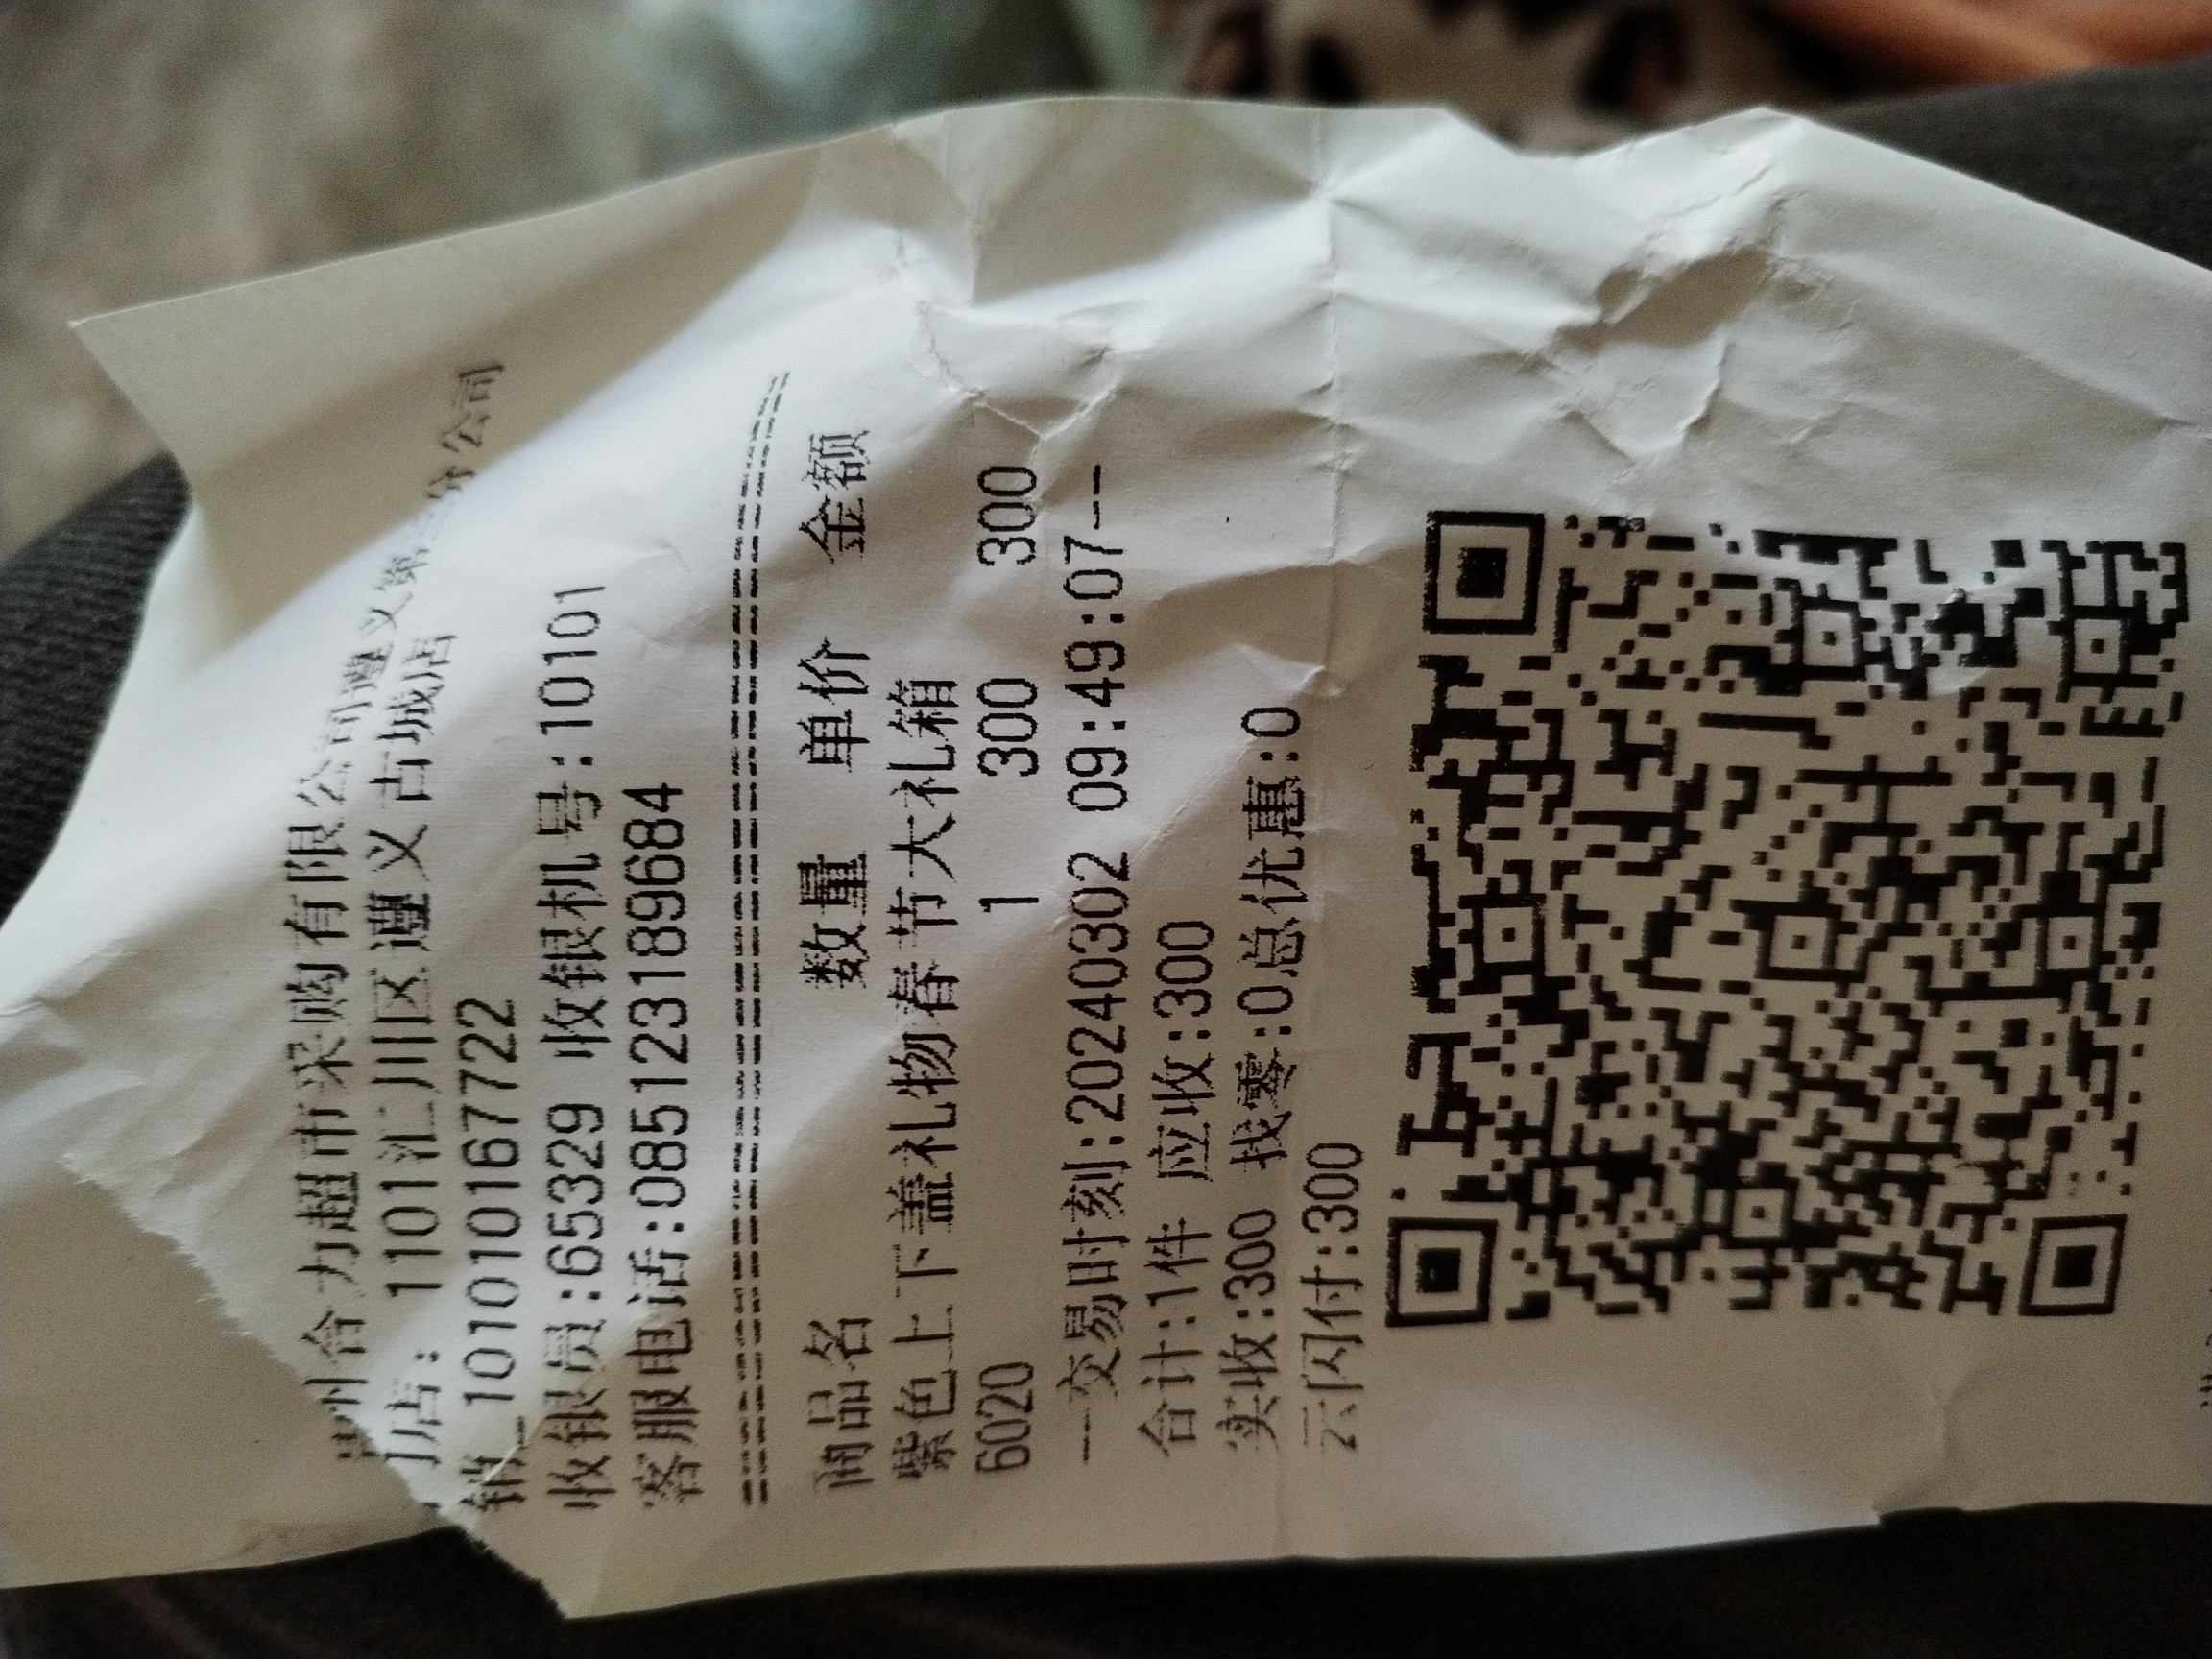 贵州合力超市采购有限公司遵义第三分公司
门店: 1101汇川区遵义古城店
销_1010101067722
收银员:65329 收银机号:10101
客服电话:085123189684
==============================
商品名 数量 单价 金额
紫色上下盖礼物春节大礼箱
6020 1 300 300
--交易时刻:20240302 09:49:07--
合计:1件 应收:300
实收:300 找零:0总优惠:0
云闪付:300